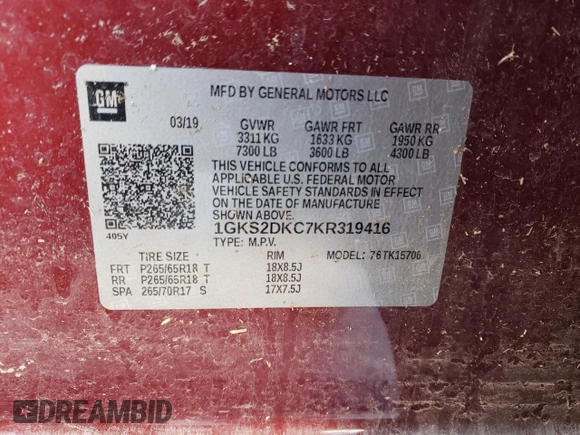 GM
MFD BY GENERAL MOTORS LLC
03/19 GVWR GAWR FRT GAWR RR
3311 KG 1633 KG 1950 KG
7300 LB 3600 LB 4300 LB
THIS VEHICLE CONFORMS TO ALL
APPLICABLE U.S. FEDERAL MOTOR
VEHICLE SAFETY STANDARDS IN EFFECT
ON THE DATE OF MANUFACTURE
SHOWN ABOVE.
405Y 1GKS2DKC7KR319416
TYPE: M.P.V. MODEL: 76TK15706
TIRE SIZE RIM
FRT P265/65R18 T 18X8.5J
RR P265/65R18 T 18X8.5J
SPA 265/70R17 S 17X7.5J
DREAMBID